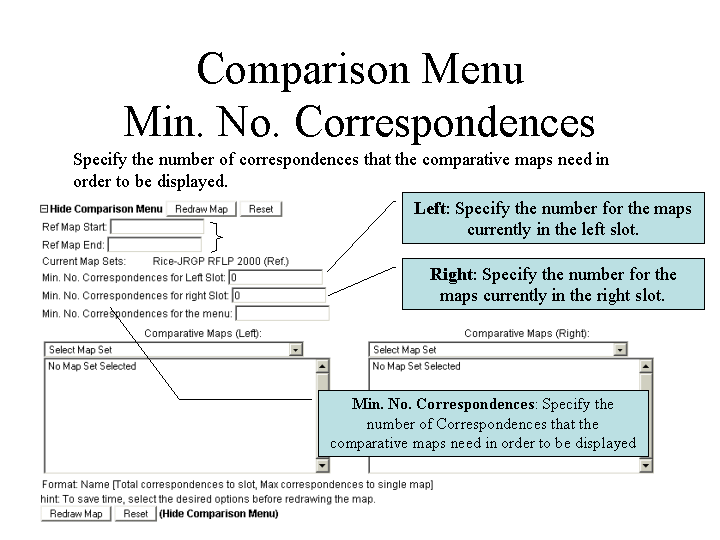 Comparison Menu
Min. No. Correspondences
Specify the number of correspondences that the comparative maps need in
order to be displayed.
Hide Comparison Menu Redraw Map Reset
Left: Specify the number for the maps
currently in the left slot.
Ref Map Start:
Ref Map End:
Current Map Sets: Rice-JRGP RFLP 2000 (Ref.)
Min. No. Correspondences for Left Slot: 0
Right: Specify the number for the
maps currently in the right slot.
Min. No. Correspondences for right Slot: 0
Min. No. Correspondences for the menu:
Comparative Maps (Left): Comparative Maps (Right):
Select Map Set Select Map Set
No Map Set Selected No Map Set Selected
Min. No. Correspondences: Specify the
number of Correspondences that the
comparative maps need in order to be displayed
Format: Name [Total correspondences to slot, Max correspondences to single map]
hint: To save time, select the desired options before redrawing the map.
Redraw Map Reset (Hide Comparison Menu)